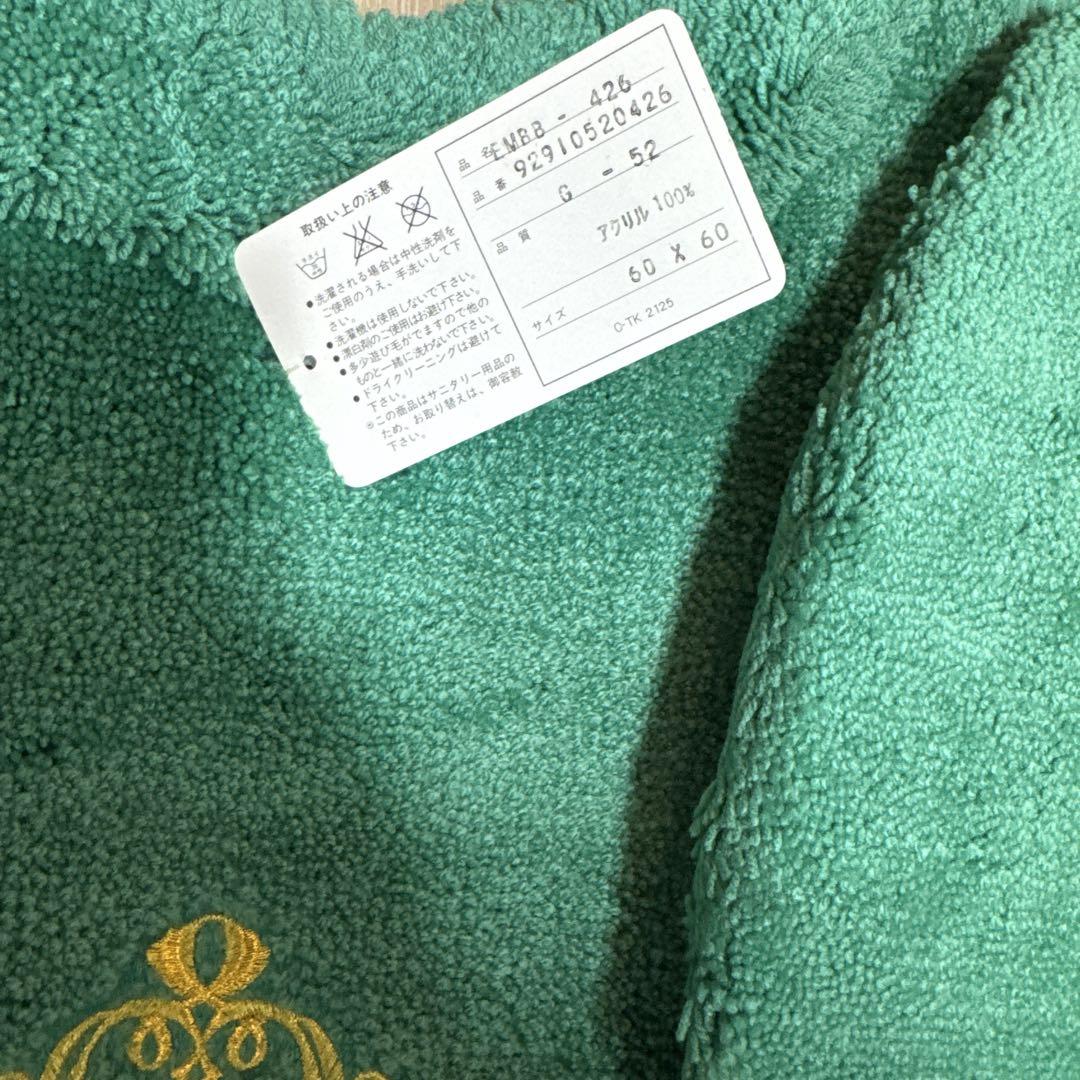 取扱い上の注意
●洗濯される場合は中性洗剤を
ご使用のうえ、手洗いして下
さい。
●洗濯機は使用しないで下さい。
●漂白剤のご使用はお避け下さい。
●多少遊び毛がでますので他の
ものと一緒に洗わないで下さい。
●ドライクリーニングは避けて
下さい。
◎この商品はサニタリー用品の
ため、お取り替えは、御容赦
下さい。
品名 EMBB - 426
品番 92910520426
G - 52
品質 アクリル 100%
60 X 60
サイズ
O-TK 2125